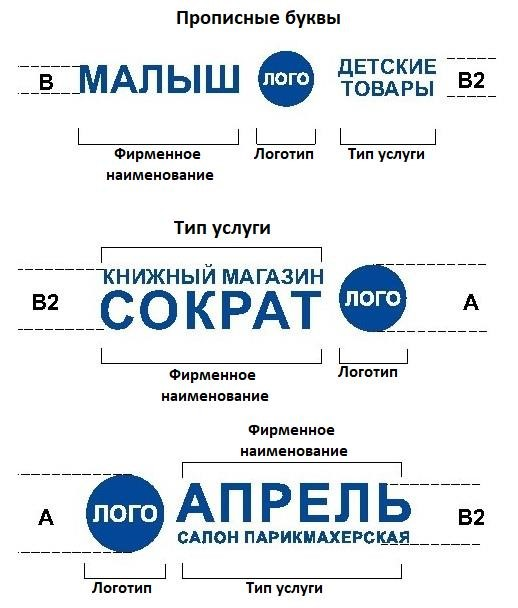 Прописные буквы
В МАЛЫШ ЛОГО ДЕТСКИЕ ТОВАРЫ В2
Фирменное наименование
Логотип
Тип услуги
Тип услуги
КНИЖНЫЙ МАГАЗИН
В2 СОКРАТ ЛОГО А
Фирменное наименование
Логотип
Фирменное
наименование
А ЛОГО АПРЕЛЬ В2
САЛОН ПАРИКМАХЕРСКАЯ
Логотип
Тип услуги